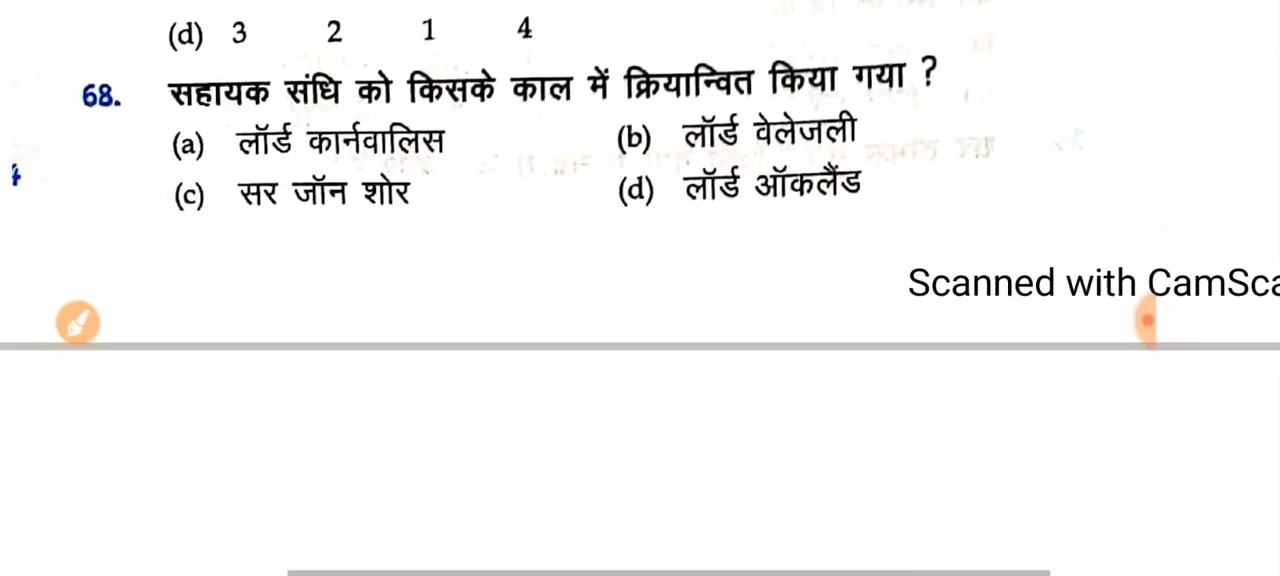 (d) 3 2 1 4
68. सहायक संधि को किसके काल में क्रियान्वित किया गया ?
(a) लॉर्ड कार्नवालिस (b) लॉर्ड वेलेजली
(c) सर जॉन शोर (d) लॉर्ड ऑकलैंड
Scanned with CamSca